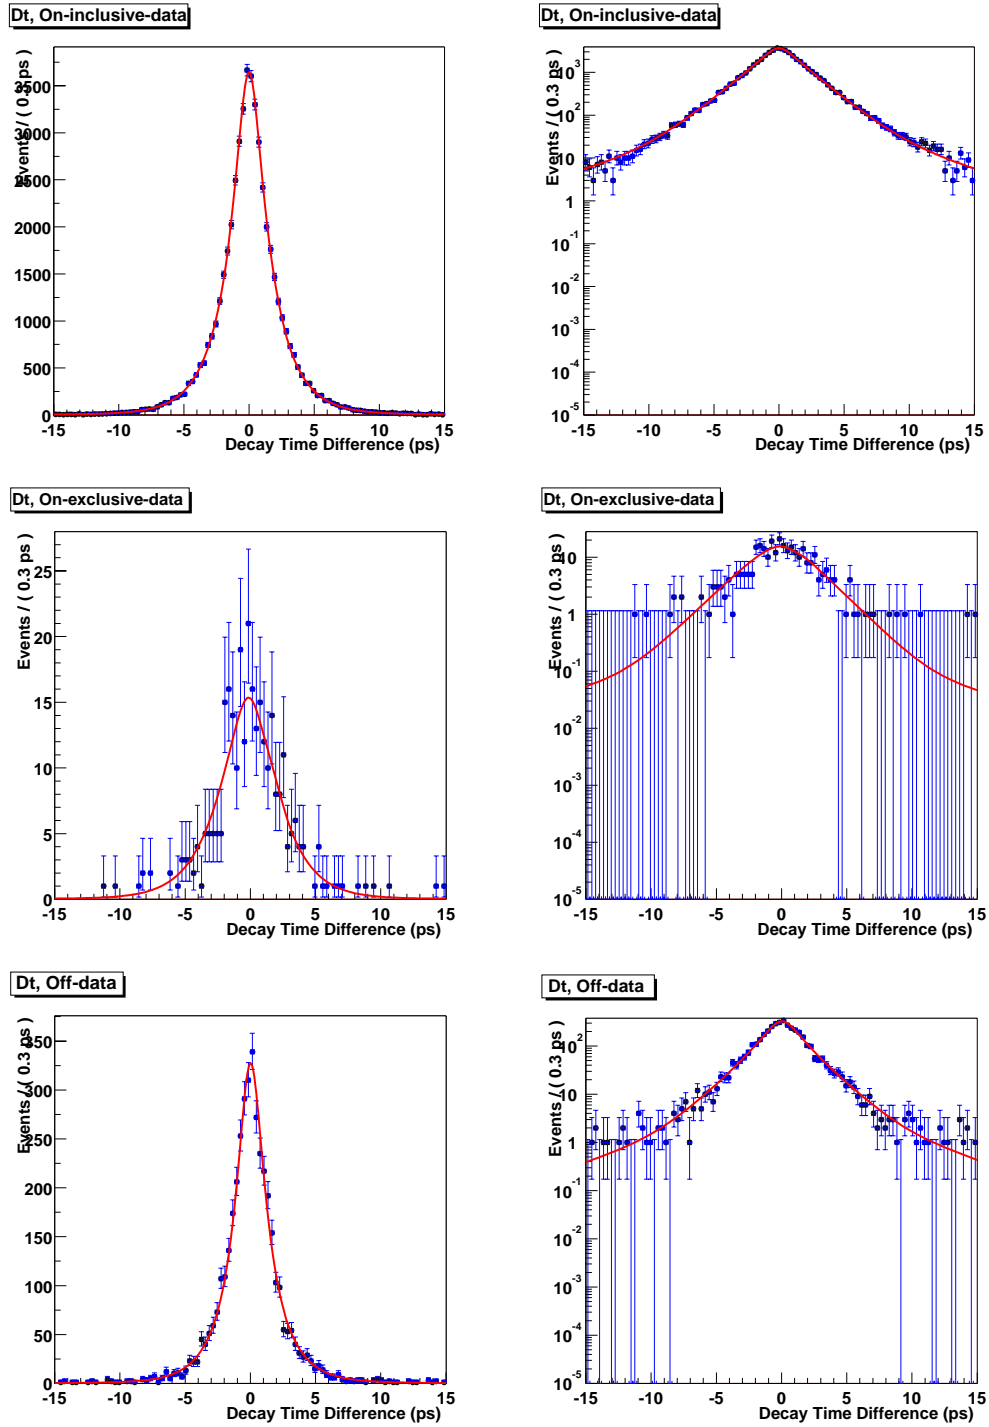 Dt, On-inclusive-data
Events / ( 0.3 ps )
3500
3000
2500
2000
1500
1000
500
0
-15 -10 -5 0 5 10 15
Decay Time Difference (ps)
Dt, On-inclusive-data
Events / ( 0.3 ps )
10^3
10^2
10
1
10^-1
10^-2
10^-3
10^-4
10^-5
-15 -10 -5 0 5 10 15
Decay Time Difference (ps)
Dt, On-exclusive-data
Events / ( 0.3 ps )
25
20
15
10
5
0
-15 -10 -5 0 5 10 15
Decay Time Difference (ps)
Dt, On-exclusive-data
Events / ( 0.3 ps )
10
1
10^-1
10^-2
10^-3
10^-4
10^-5
-15 -10 -5 0 5 10 15
Decay Time Difference (ps)
Dt, Off-data
Events / ( 0.3 ps )
350
300
250
200
150
100
50
0
-15 -10 -5 0 5 10 15
Decay Time Difference (ps)
Dt, Off-data
Events / ( 0.3 ps )
10^2
10
1
10^-1
10^-2
10^-3
10^-4
10^-5
-15 -10 -5 0 5 10 15
Decay Time Difference (ps)